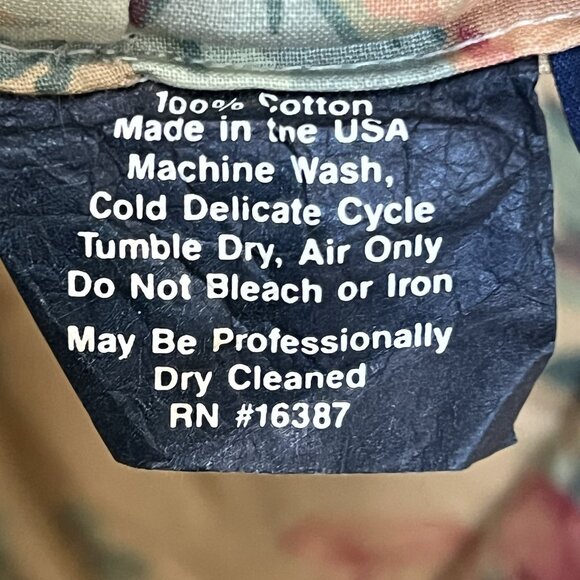 100% Cotton
Made in the USA
Machine Wash,
Cold Delicate Cycle
Tumble Dry, Air Only
Do Not Bleach or Iron
May Be Professionally
Dry Cleaned
RN #16387